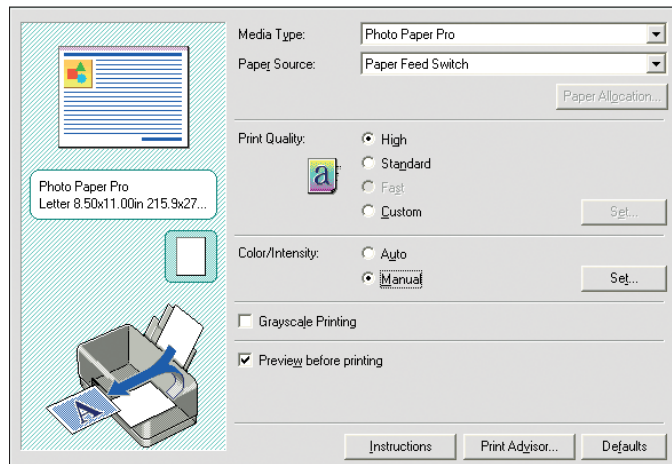 Media Type: Photo Paper Pro
Paper Source: Paper Feed Switch
Paper Allocation...
Print Quality: High
Standard
Fast
Custom Set...
Photo Paper Pro
Letter 8.50x11.00in 215.9x27...
Color/Intensity: Auto
Manual Set...
Grayscale Printing
Preview before printing
Instructions Print Advisor... Defaults
a
A